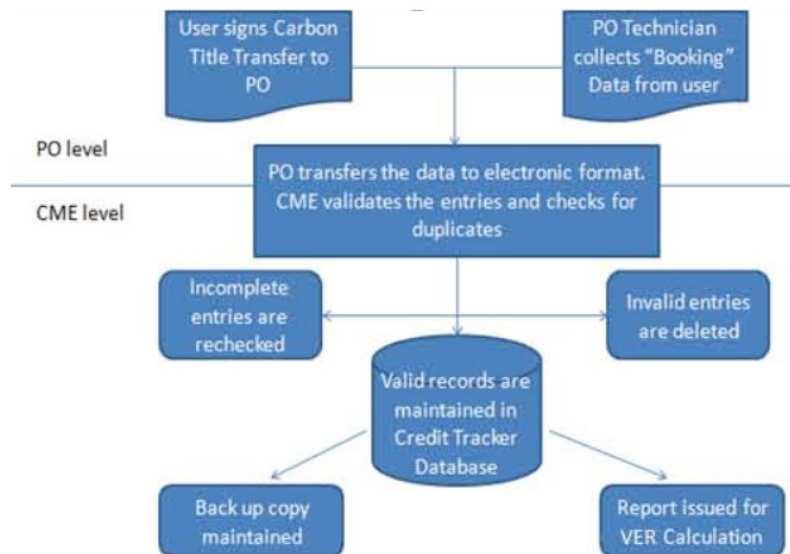 User signs Carbon
Title Transfer to
PO
PO Technician
collects “Booking”
Data from user
PO level
CME level
PO transfers the data to electronic format.
CME validates the entries and checks for
duplicates
Incomplete
entries are
rechecked
Invalid entries
are deleted
Valid records are
maintained in
Credit Tracker
Database
Back up copy
maintained
Report issued for
VER Calculation